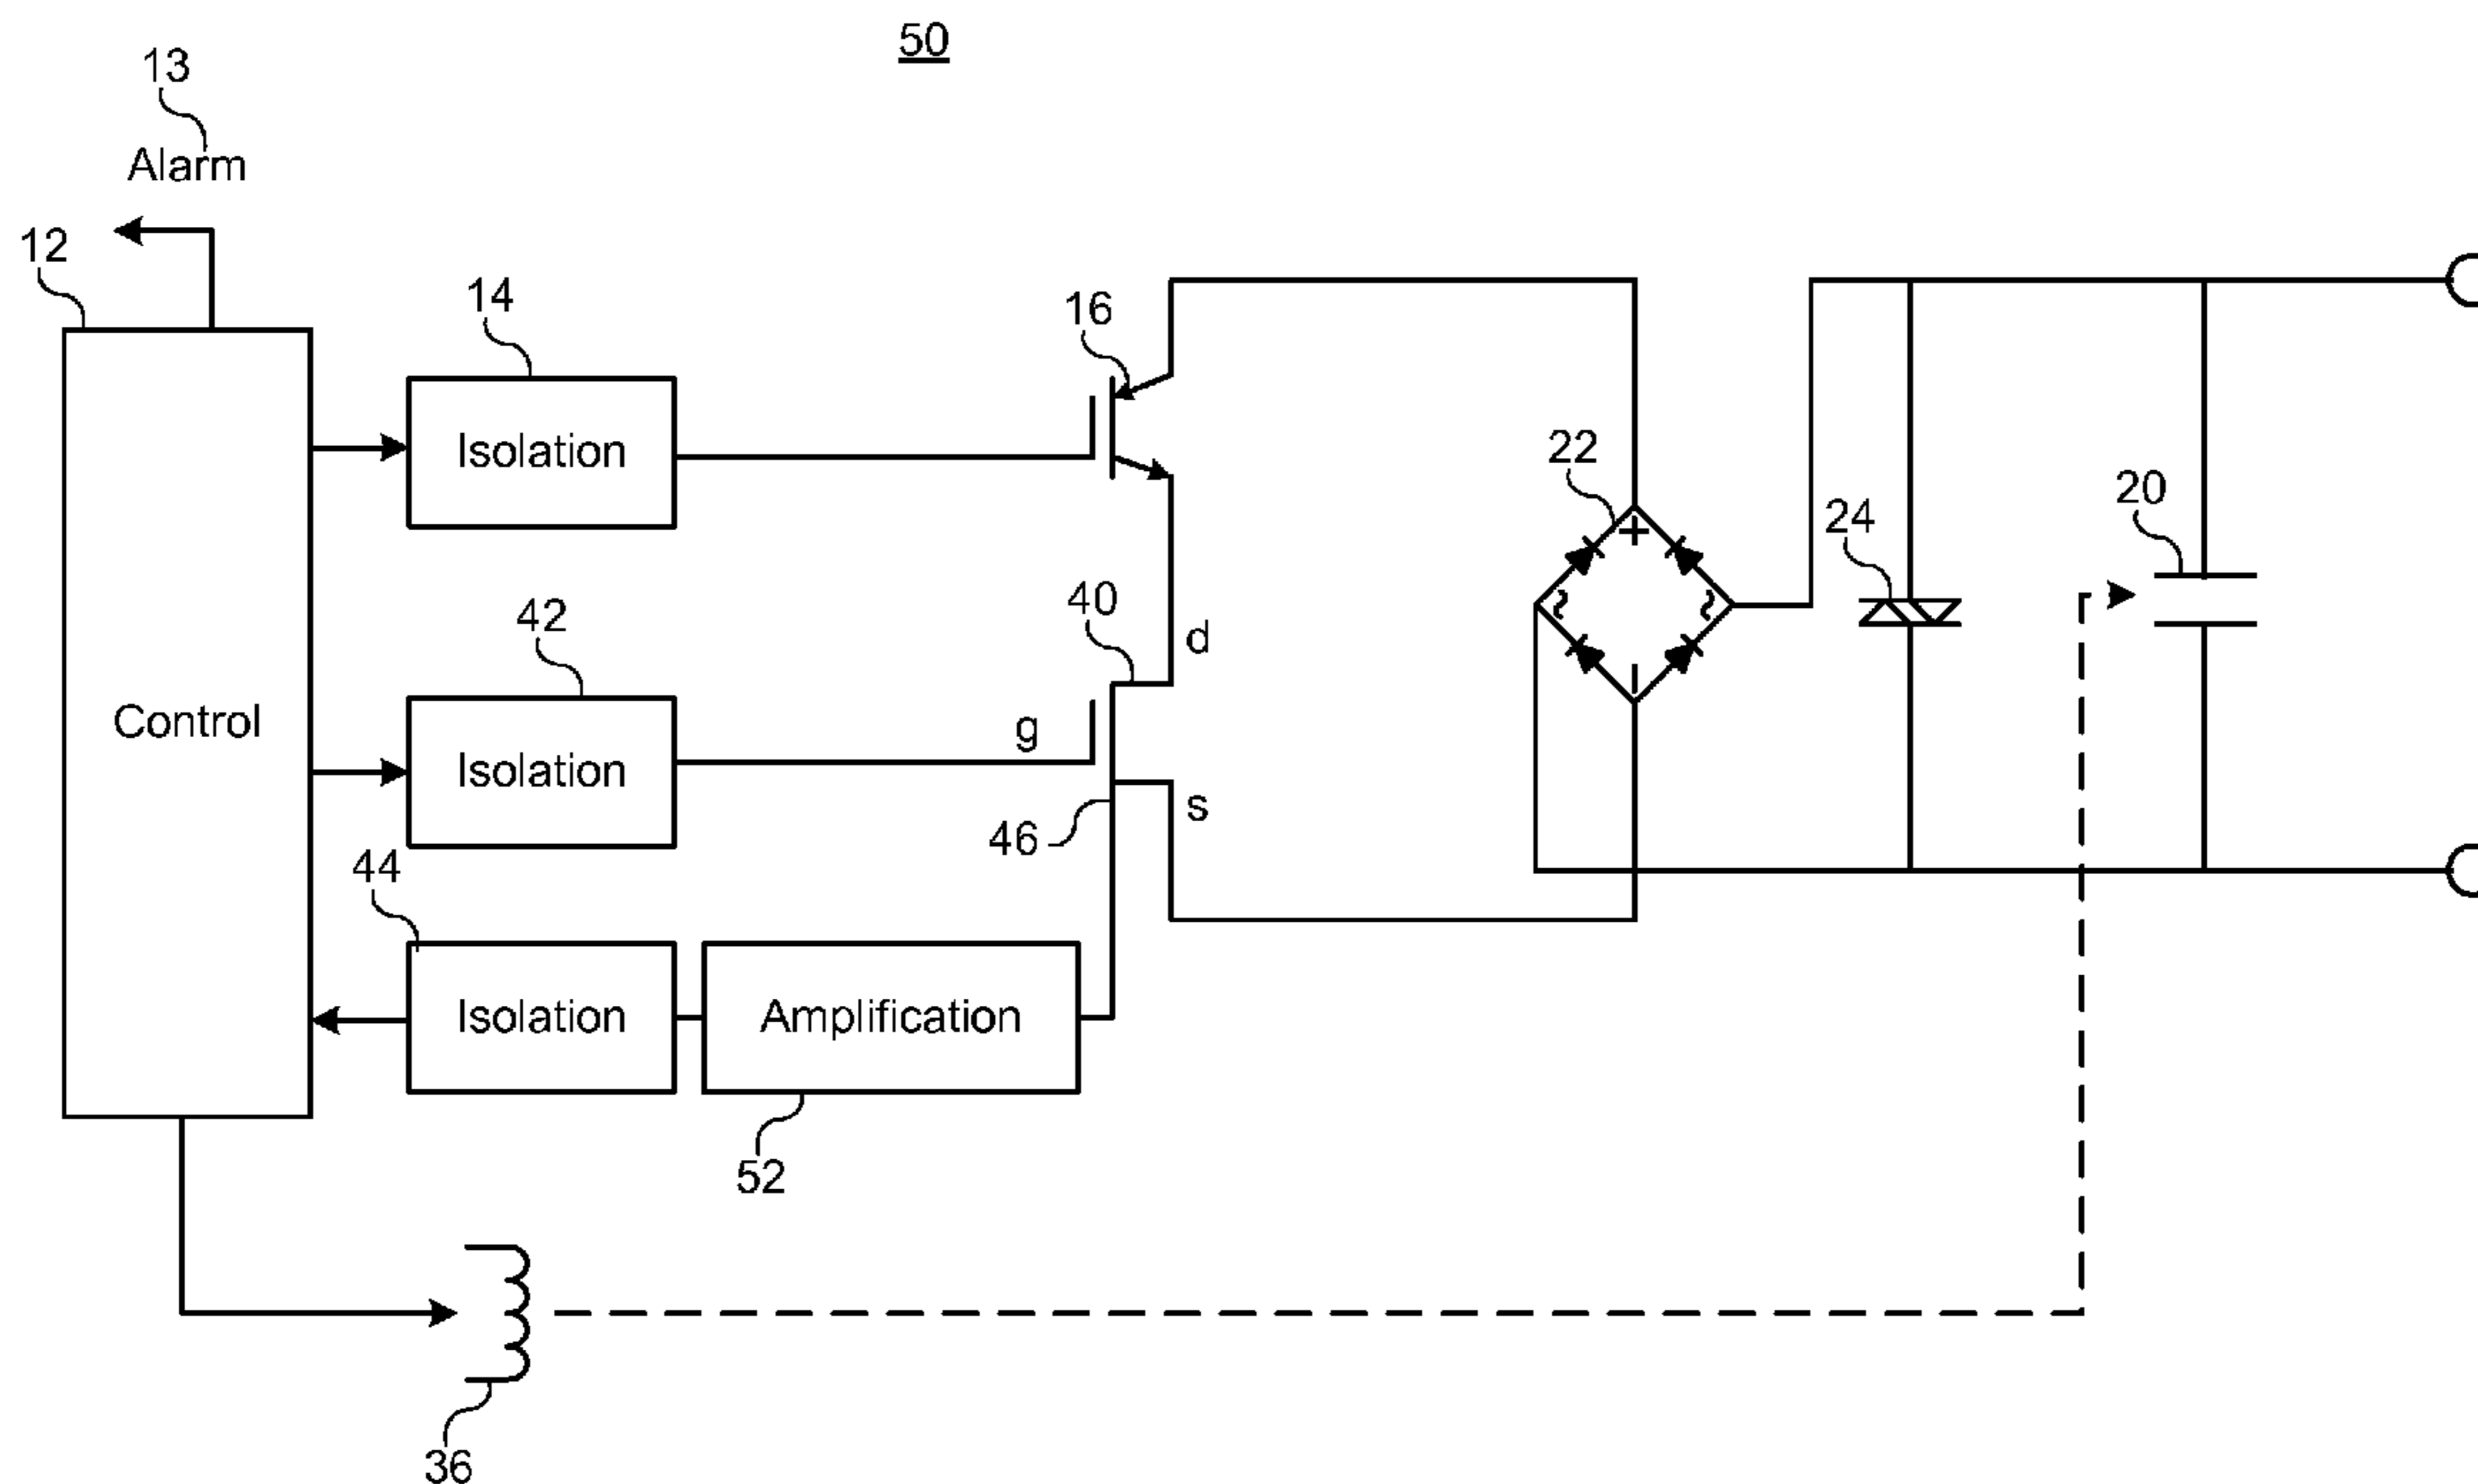 50
13
Alarm
12
14
16
Isolation
22
20
24
+
42
40
d
Control
g
Isolation
s
46
44
Isolation
Amplification
52
36